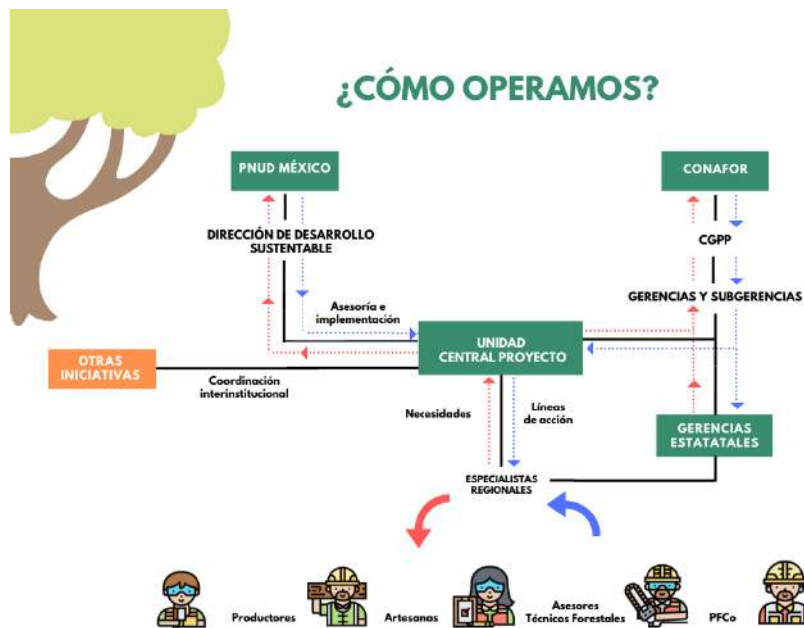 ¿CÓMO OPERAMOS?
PNUD MÉXICO
CONAFOR
DIRECCIÓN DE DESARROLLO
SUSTENTABLE
CGPP
GERENCIAS Y SUBGERENCIAS
Asesoría e
implementación
UNIDAD
CENTRAL PROYECTO
OTRAS
INICIATIVAS
Coordinación
interinstitucional
Necesidades
Líneas
de acción
GERENCIAS
ESTATATALES
ESPECIALISTAS
REGIONALES
Productores
Artesanas
Asesores
Técnicos Forestales
PFCo